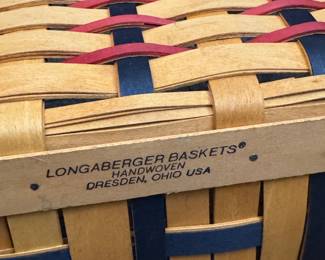 LONGABERGER BASKETS®
HANDWOVEN
DRESDEN, OHIO USA